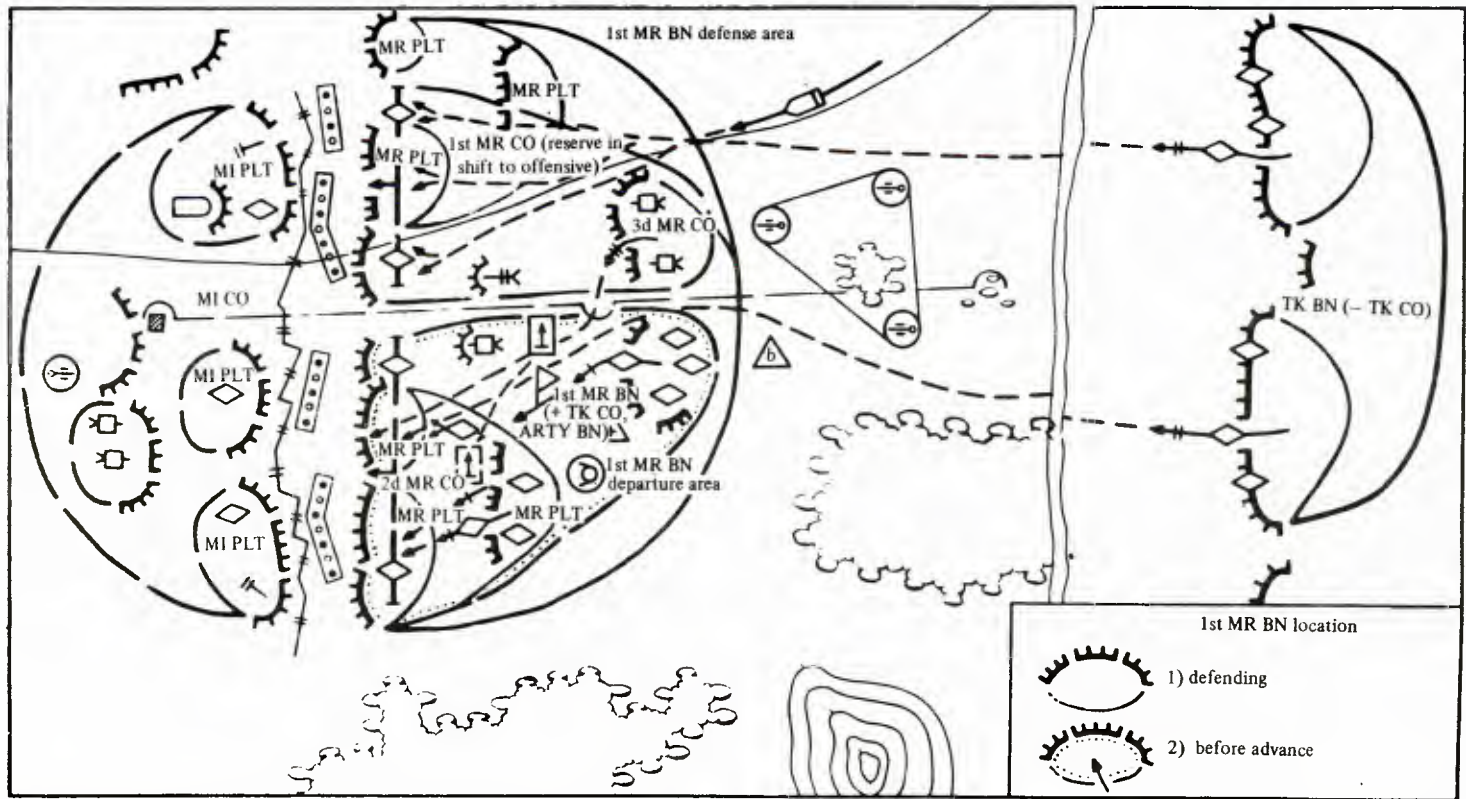 1st MR BN defense area
MR PLT
MR PLT
1st MR CO (reserve in
shift to offensive)
MR PLT
MI PLT
3d MR CO
MI CO
TK BN (– TK CO)
b
MI PLT
1st MR BN
(+ TK CO,
ARTY BN)
MR PLT
1st MR BN
departure area
2d MR CO
MR PLT
MR PLT
MI PLT
1st MR BN location
1) defending
2) before advance